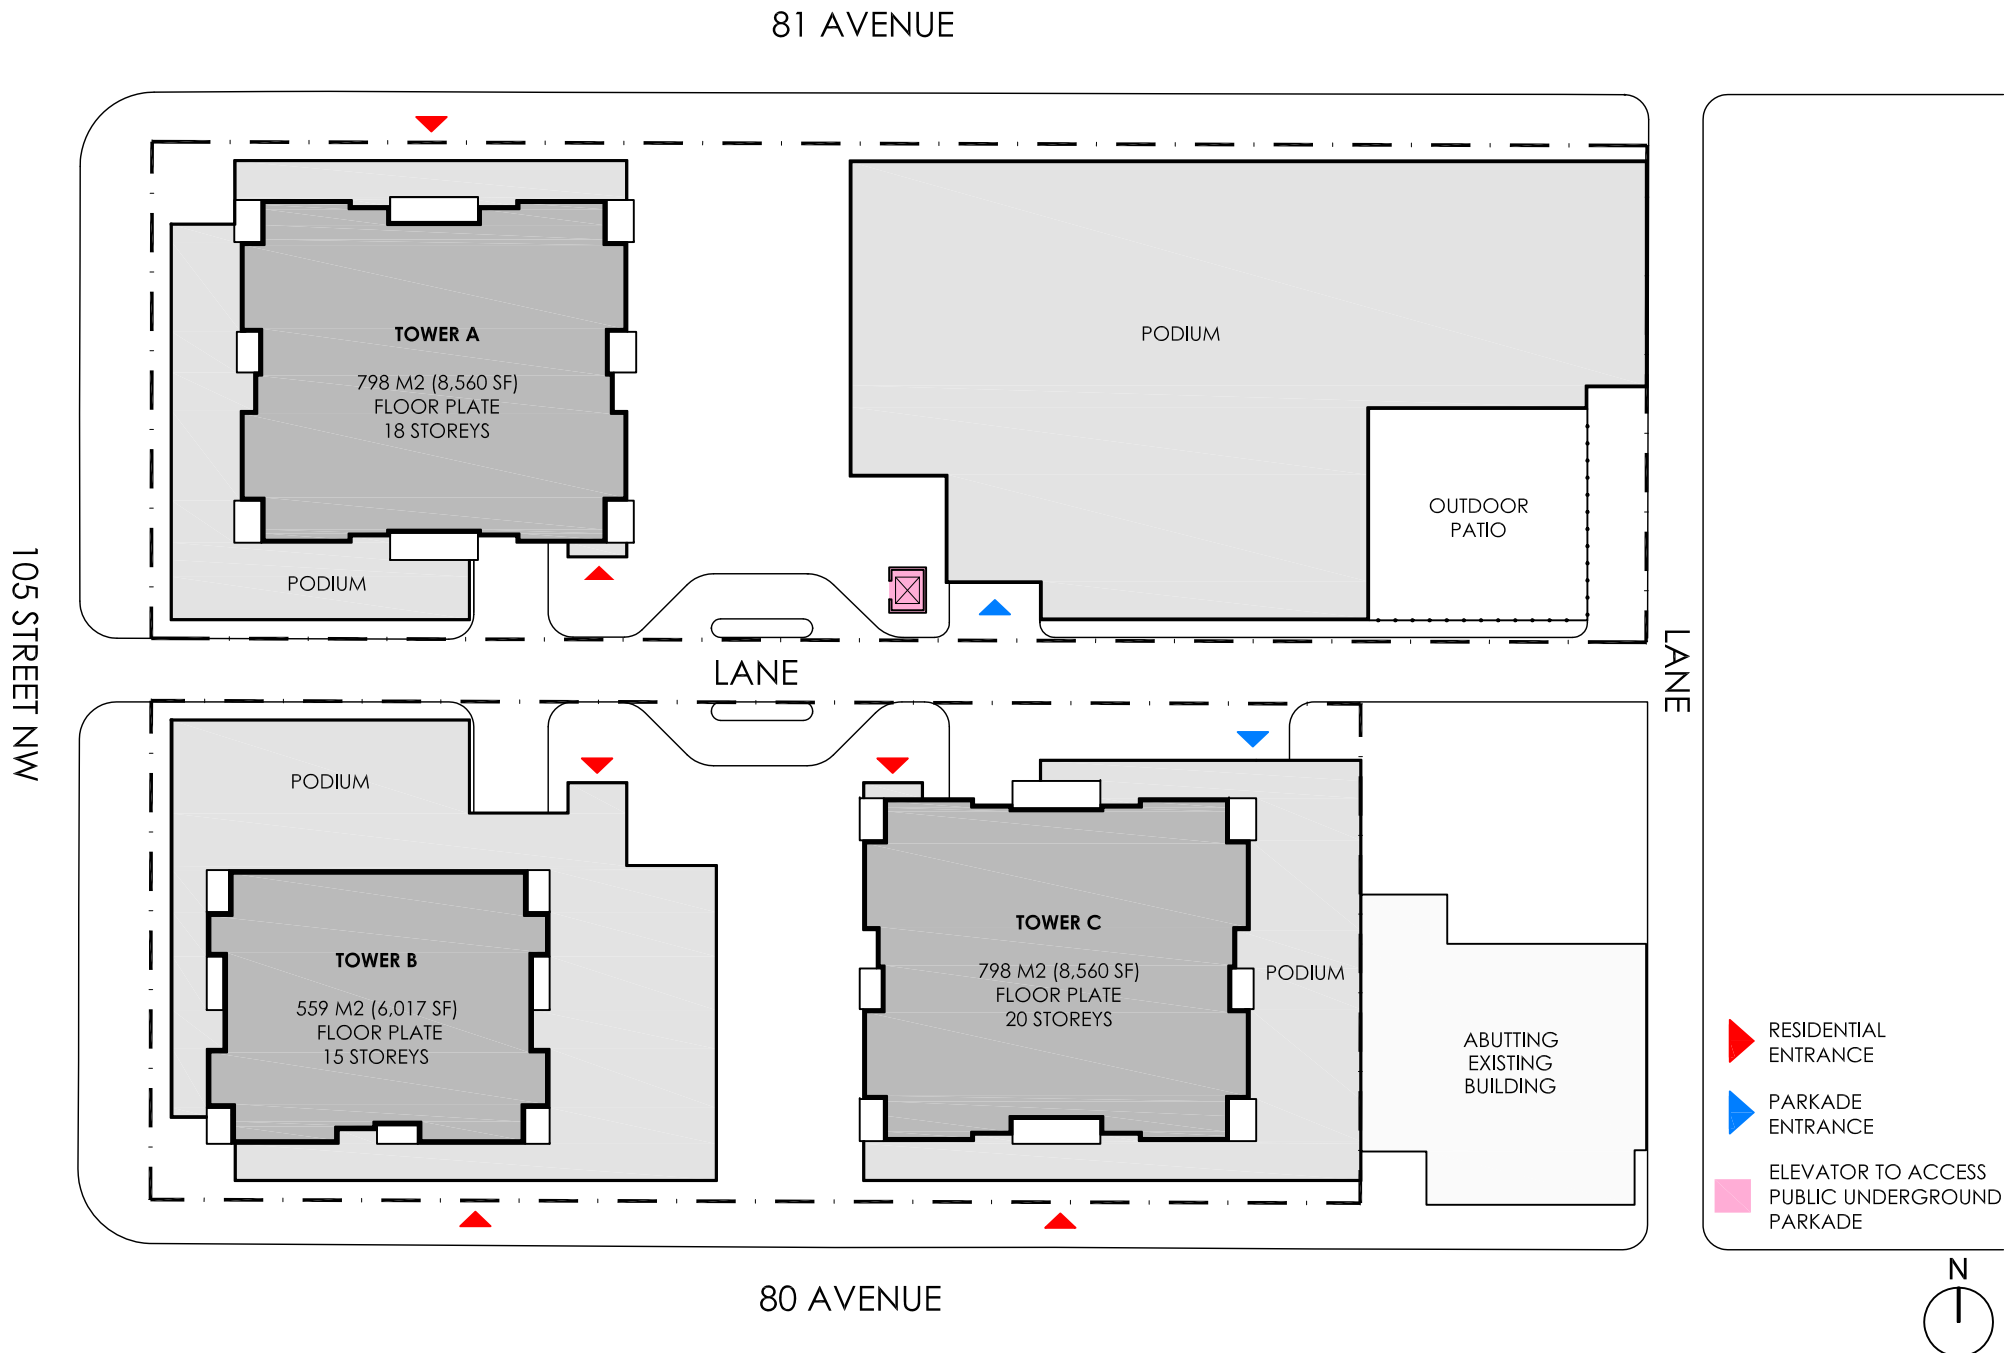 81 AVENUE
TOWER A
798 M2 (8,560 SF)
FLOOR PLATE
18 STOREYS
PODIUM
PODIUM
OUTDOOR
PATIO
105 STREET NW
LANE
LANE
PODIUM
TOWER B
559 M2 (6,017 SF)
FLOOR PLATE
15 STOREYS
TOWER C
798 M2 (8,560 SF)
FLOOR PLATE
20 STOREYS
PODIUM
ABUTTING
EXISTING
BUILDING
RESIDENTIAL
ENTRANCE
PARKADE
ENTRANCE
ELEVATOR TO ACCESS
PUBLIC UNDERGROUND
PARKADE
80 AVENUE
N